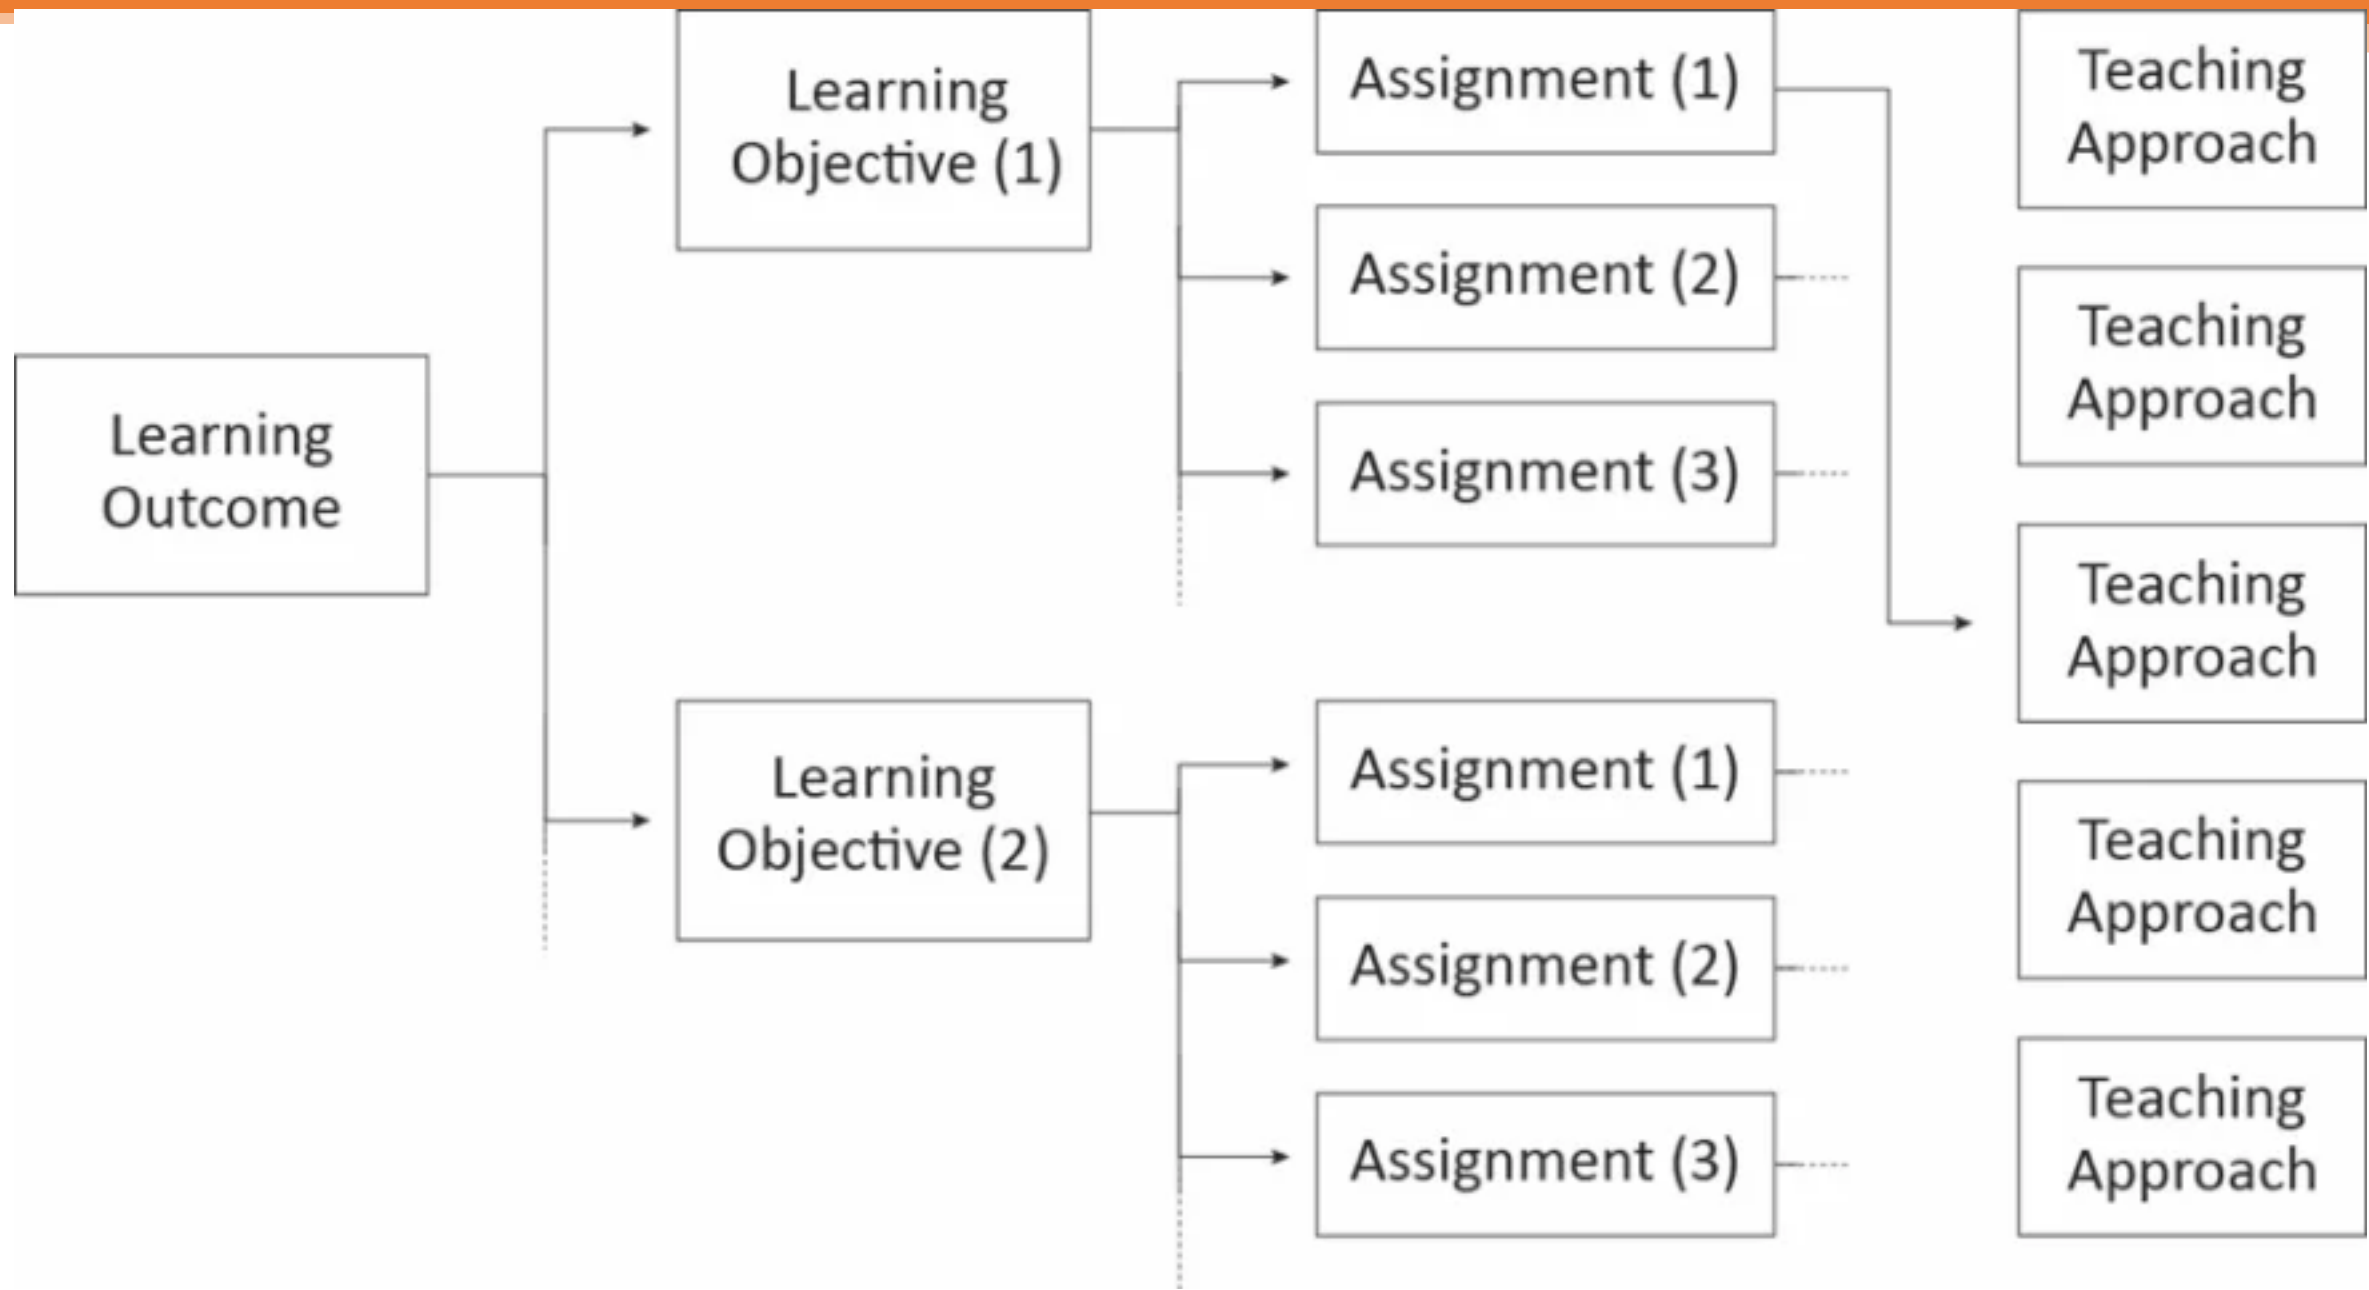 Learning
Outcome
Learning
Objective (1)
Learning
Objective (2)
Assignment (1)
Assignment (2)
Assignment (3)
Assignment (1)
Assignment (2)
Assignment (3)
Teaching
Approach
Teaching
Approach
Teaching
Approach
Teaching
Approach
Teaching
Approach